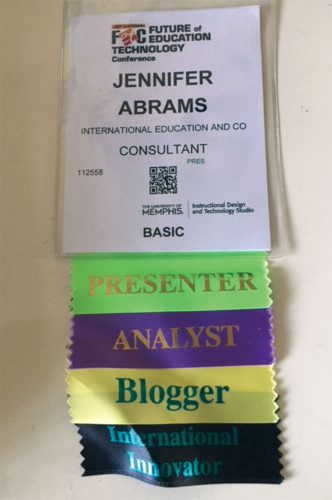 FETC FUTURE of
EDUCATION
TECHNOLOGY
Conference
JENNIFER
ABRAMS
INTERNATIONAL EDUCATION AND CO
CONSULTANT
PRES
112558
THE UNIVERSITY OF
MEMPHIS.
Instructional Design
and Technology Studio
BASIC
PRESENTER
ANALYST
Blogger
International
Innovator